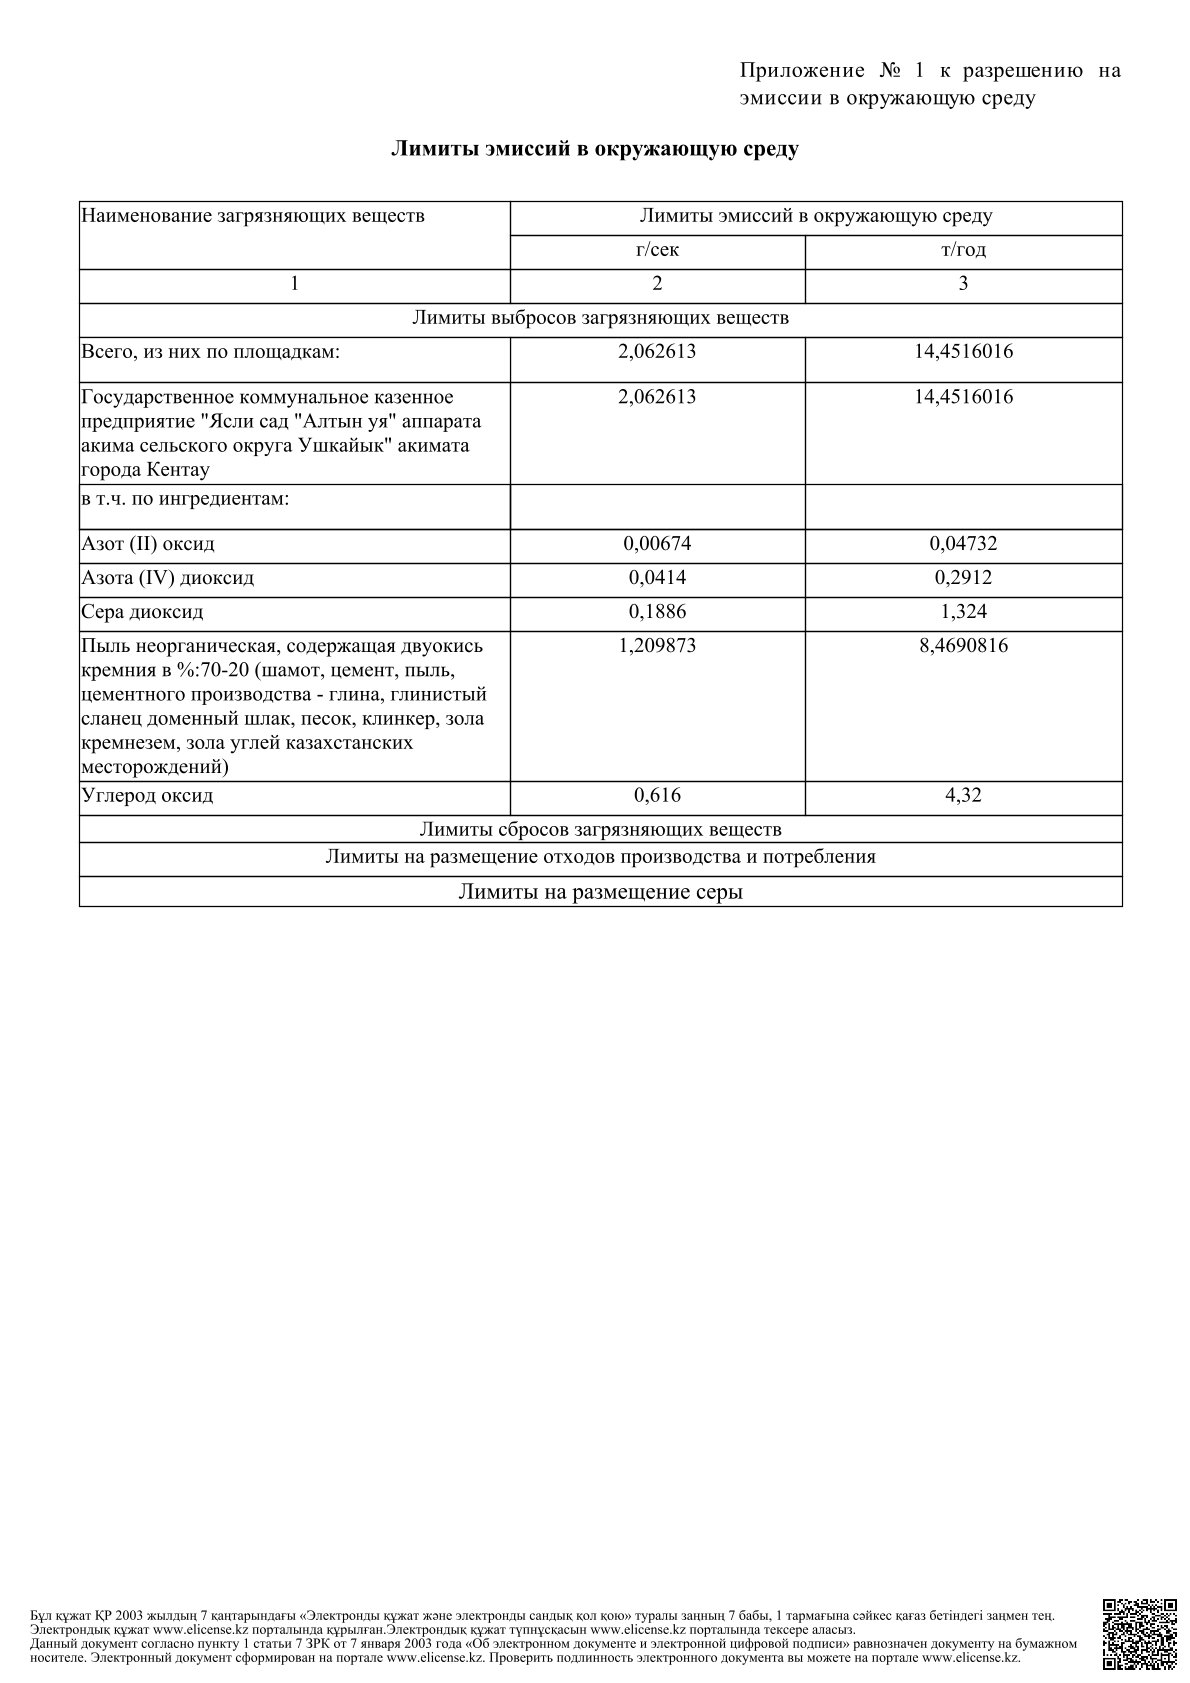 Приложение № 1 к разрешению на
эмиссии в окружающую среду
Лимиты эмиссий в окружающую среду
Наименование загрязняющих веществ
Лимиты эмиссий в окружающую среду
г/сек
т/год
1
2
3
Лимиты выбросов загрязняющих веществ
Всего, из них по площадкам:
2,062613
14,4516016
Государственное коммунальное казенное
предприятие "Ясли сад "Алтын уя" аппарата
акима сельского округа Ушкайык" акимата
города Кентау
2,062613
14,4516016
в т.ч. по ингредиентам:
Азот (II) оксид
0,00674
0,04732
Азота (IV) диоксид
0,0414
0,2912
Сера диоксид
0,1886
1,324
Пыль неорганическая, содержащая двуокись
кремния в %:70-20 (шамот, цемент, пыль,
цементного производства - глина, глинистый
сланец доменный шлак, песок, клинкер, зола
кремнезем, зола углей казахстанских
месторождений)
1,209873
8,4690816
Углерод оксид
0,616
4,32
Лимиты сбросов загрязняющих веществ
Лимиты на размещение отходов производства и потребления
Лимиты на размещение серы
Бұл құжат ҚР 2003 жылдың 7 қаңтарындағы «Электронды құжат және электронды сандық қол қою» туралы заңның 7 бабы, 1 тармағына сәйкес қағаз бетіндегі заңмен тең.
Электрондық құжат www.elicense.kz порталында құрылған.Электрондық құжат түпнұсқасын www.elicense.kz порталында тексере аласыз.
Данный документ согласно пункту 1 статьи 7 ЗРК от 7 января 2003 года «Об электронном документе и электронной цифровой подписи» равнозначен документу на бумажном
носителе. Электронный документ сформирован на портале www.elicense.kz. Проверить подлинность электронного документа вы можете на портале www.elicense.kz.